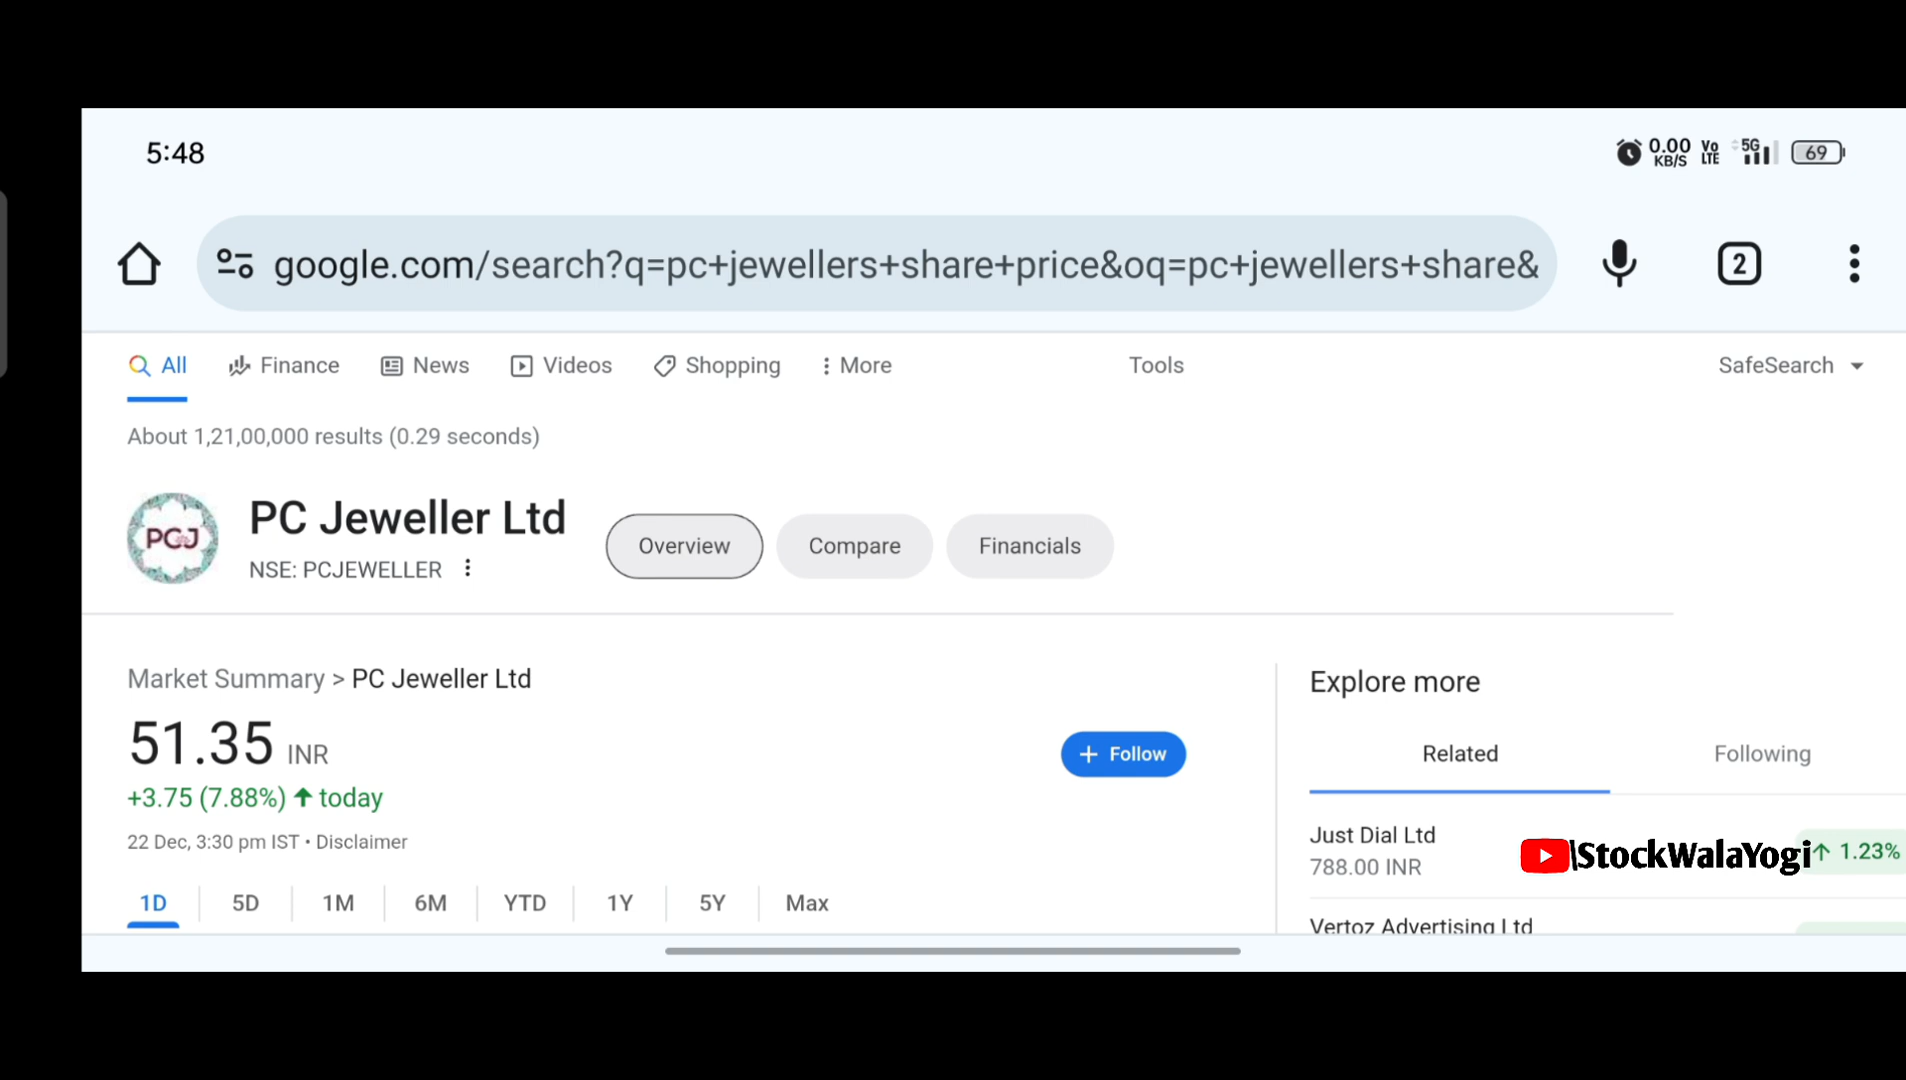 5:48
0.00 KB/S Vo LTE 5G 69
google.com/search?q=pc+jewellers+share+price&oq=pc+jewellers+share&
2
All Finance News Videos Shopping More Tools SafeSearch
About 1,21,00,000 results (0.29 seconds)
PCJ
PC Jeweller Ltd
NSE: PCJEWELLER
Overview Compare Financials
Market Summary > PC Jeweller Ltd
51.35 INR
+ Follow
+3.75 (7.88%) ↑ today
22 Dec, 3:30 pm IST • Disclaimer
1D 5D 1M 6M YTD 1Y 5Y Max
Explore more
Related Following
Just Dial Ltd
788.00 INR
↑ 1.23%
\StockWalaYogi
Vertoz Advertising Ltd